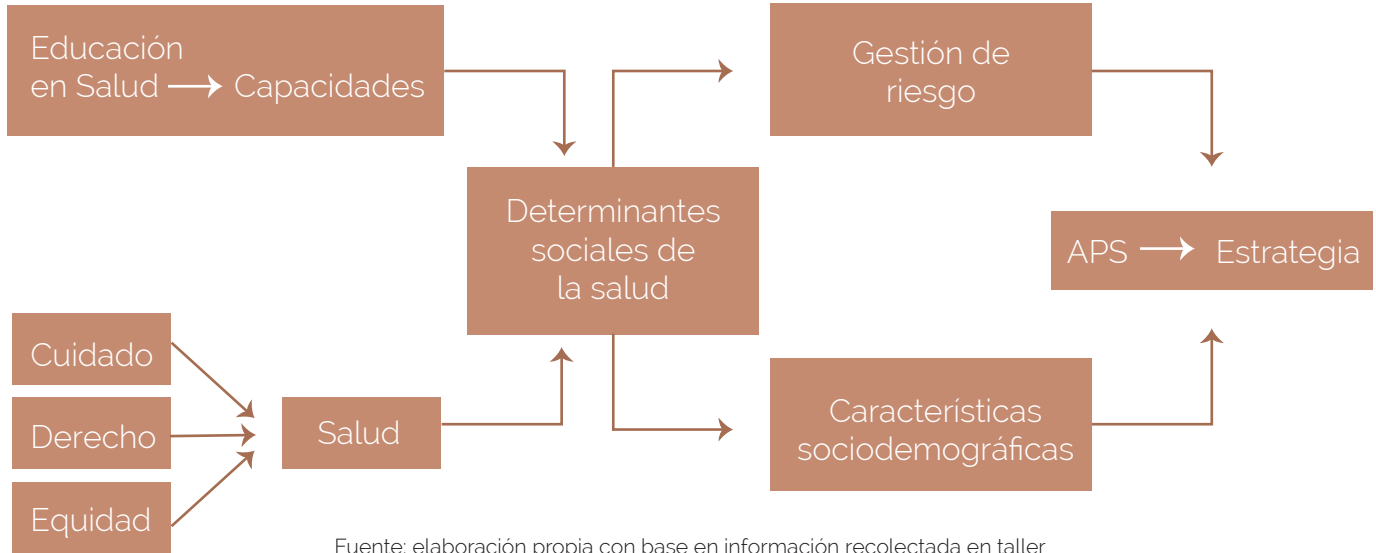 Educación
en Salud → Capacidades
Gestión de
riesgo
Determinantes
sociales de
la salud
APS → Estrategia
Cuidado
Derecho
Equidad
Salud
Características
sociodemográficas
Fuente: elaboración propia con base en información recolectada en taller